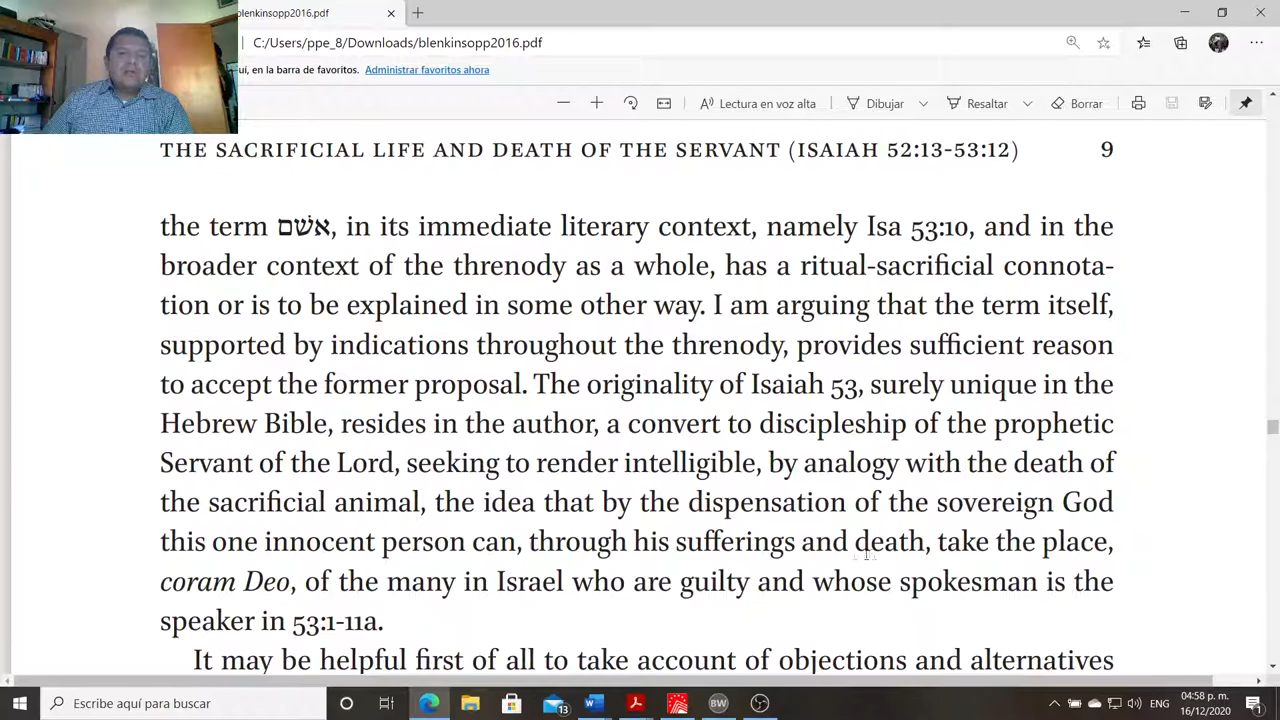 blenkinsopp2016.pdf
C:/Users/ppe_8/Downloads/blenkinsopp2016.pdf
uí, en la barra de favoritos. Administrar favoritos ahora
Lectura en voz alta Dibujar Resaltar Borrar
THE SACRIFICIAL LIFE AND DEATH OF THE SERVANT (ISAIAH 52:13-53:12) 9
the term אשׁם, in its immediate literary context, namely Isa 53:10, and in the
broader context of the threnody as a whole, has a ritual-sacrificial connota-
tion or is to be explained in some other way. I am arguing that the term itself,
supported by indications throughout the threnody, provides sufficient reason
to accept the former proposal. The originality of Isaiah 53, surely unique in the
Hebrew Bible, resides in the author, a convert to discipleship of the prophetic
Servant of the Lord, seeking to render intelligible, by analogy with the death of
the sacrificial animal, the idea that by the dispensation of the sovereign God
this one innocent person can, through his sufferings and death, take the place,
coram Deo, of the many in Israel who are guilty and whose spokesman is the
speaker in 53:1-11a.
It may be helpful first of all to take account of objections and alternatives
Escribe aquí para buscar 13 BW ENG 04:58 p. m.
16/12/2020 1